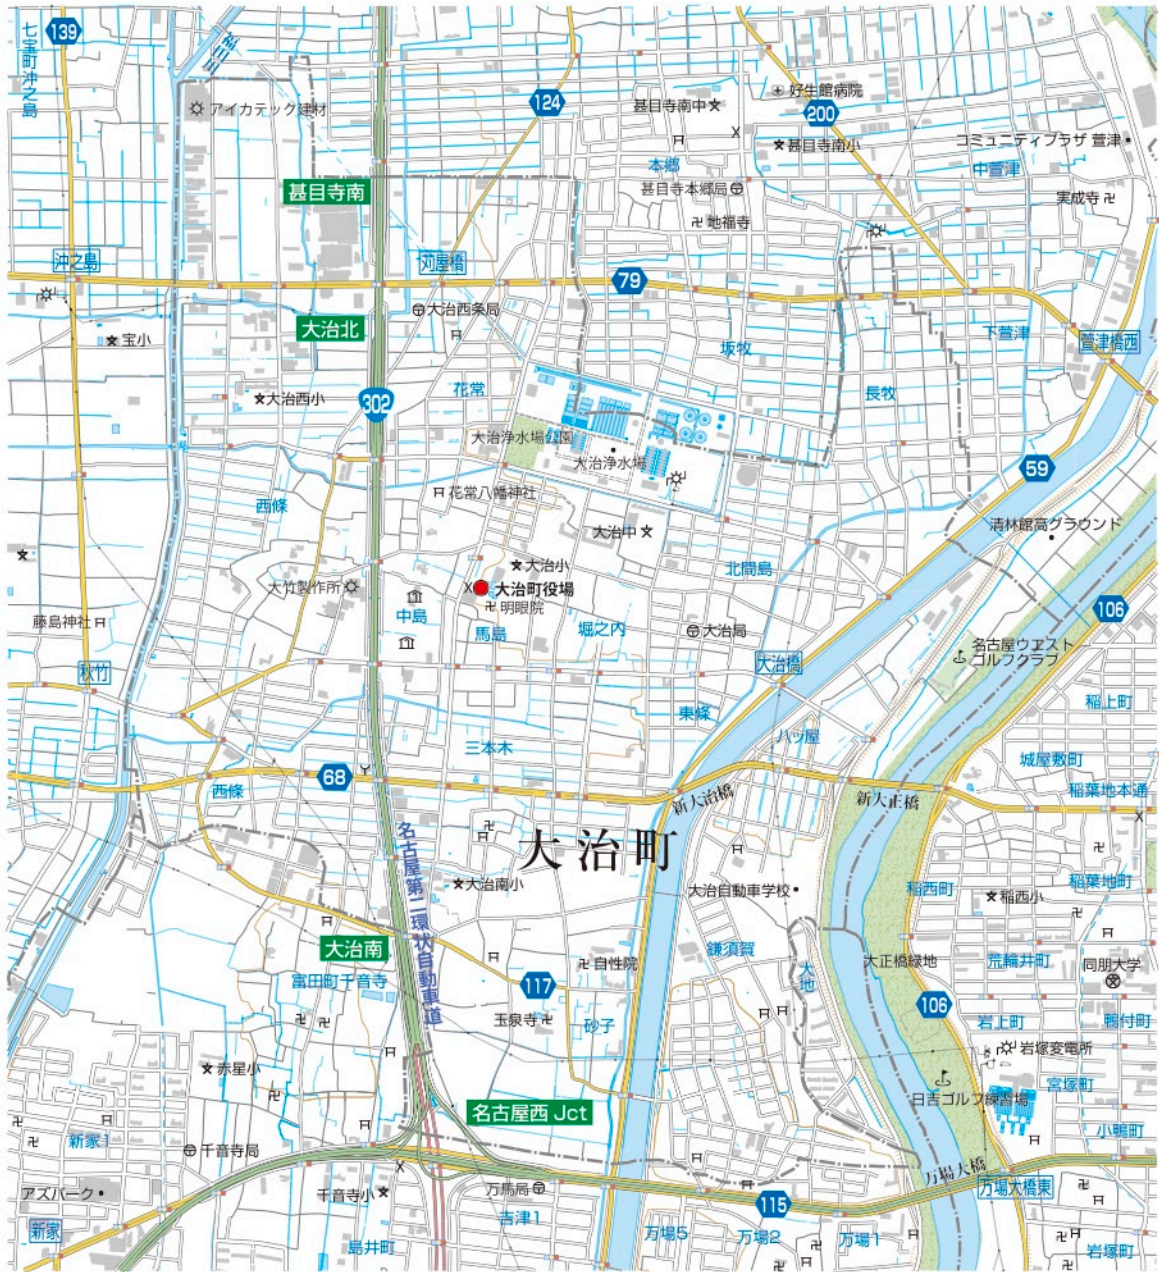 139
七宝町沖之島
福田川
アイカテック建材
124
甚目寺南中
好生館病院
200
甚目寺南小
コミュニティプラザ 萱津
本郷
中萱津
甚目寺南
甚目寺本郷局
実成寺
地福寺
沖之島
苅屋橋
79
大治西条局
大治北
下萱津
萱津橋西
宝小
坂牧
花常
長牧
大治西小
302
大治浄水場公園
大治浄水場
59
花常八幡神社
西條
清林館高グラウンド
大治中
大治小
北間島
大竹製作所
大治町役場
明眼院
中島
106
藤島神社
馬島
堀之内
大治局
名古屋ウエスト
ゴルフクラブ
大治橋
秋竹
稲上町
東條
八ッ屋
三本木
城屋敷町
68
西條
稲葉地本通
新大治橋
新大正橋
大治町
名古屋第二環状自動車道
大治南小
大治自動車学校
稲西町
稲葉地町
稲西小
大治南
鎌須賀
自性院
大正橋緑地
荒輪井町
同朋大学
富田町千音寺
大地
117
106
玉泉寺
砂子
岩上町
鴨付町
岩塚変電所
赤星小
宮塚町
日吉ゴルフ練習場
名古屋西 Jct
小鴨町
新家1
千音寺局
万場大橋
アズパーク
千音寺小
万馬局
万場大橋東
115
吉津1
新家
万場5
万場2
万場1
島井町
岩塚町